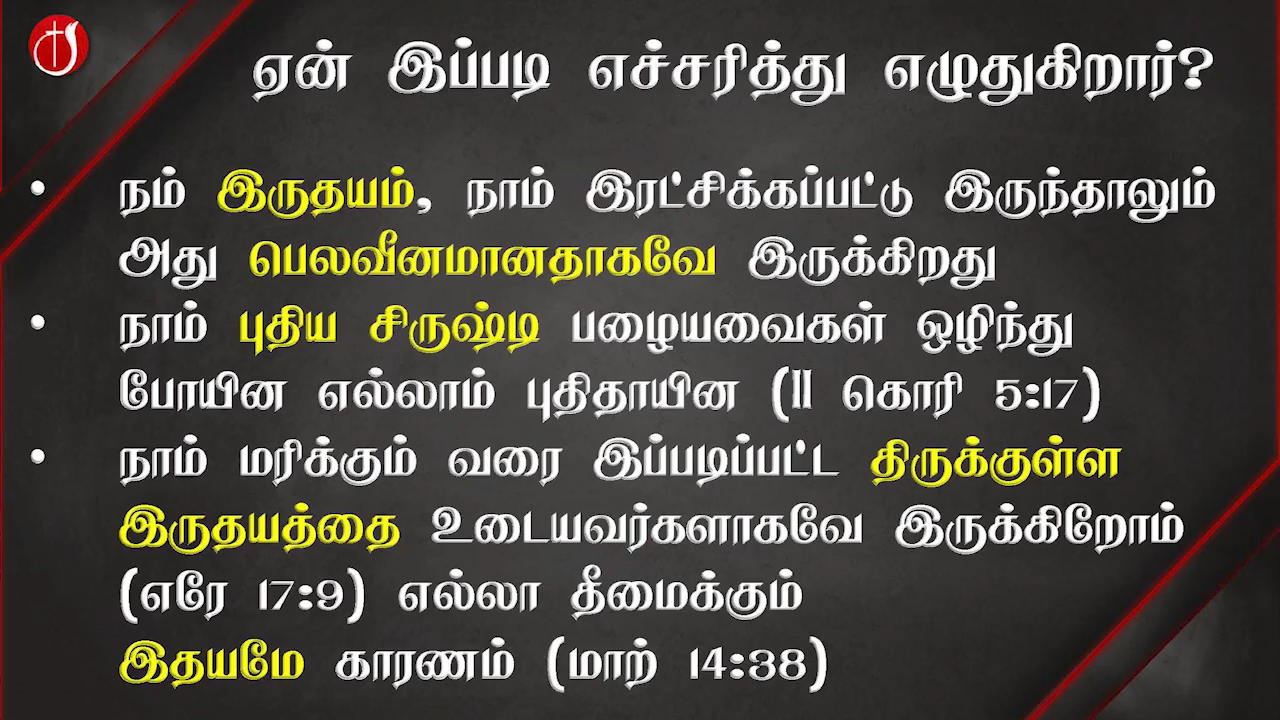 ஏன் இப்படி எச்சரித்து எழுதுகிறார்?
• நம் இருதயம், நாம் இரட்சிக்கப்பட்டு இருந்தாலும்
அது பெலவீனமானதாகவே இருக்கிறது
• நாம் புதிய சிருஷ்டி பழையவைகள் ஒழிந்து
போயின எல்லாம் புதிதாயின (II கொரி 5:17)
• நாம் மரிக்கும் வரை இப்படிப்பட்ட திருக்குள்ள
இருதயத்தை உடையவர்களாகவே இருக்கிறோம்
(எரே 17:9) எல்லா தீமைக்கும்
இதயமே காரணம் (மாற் 14:38)